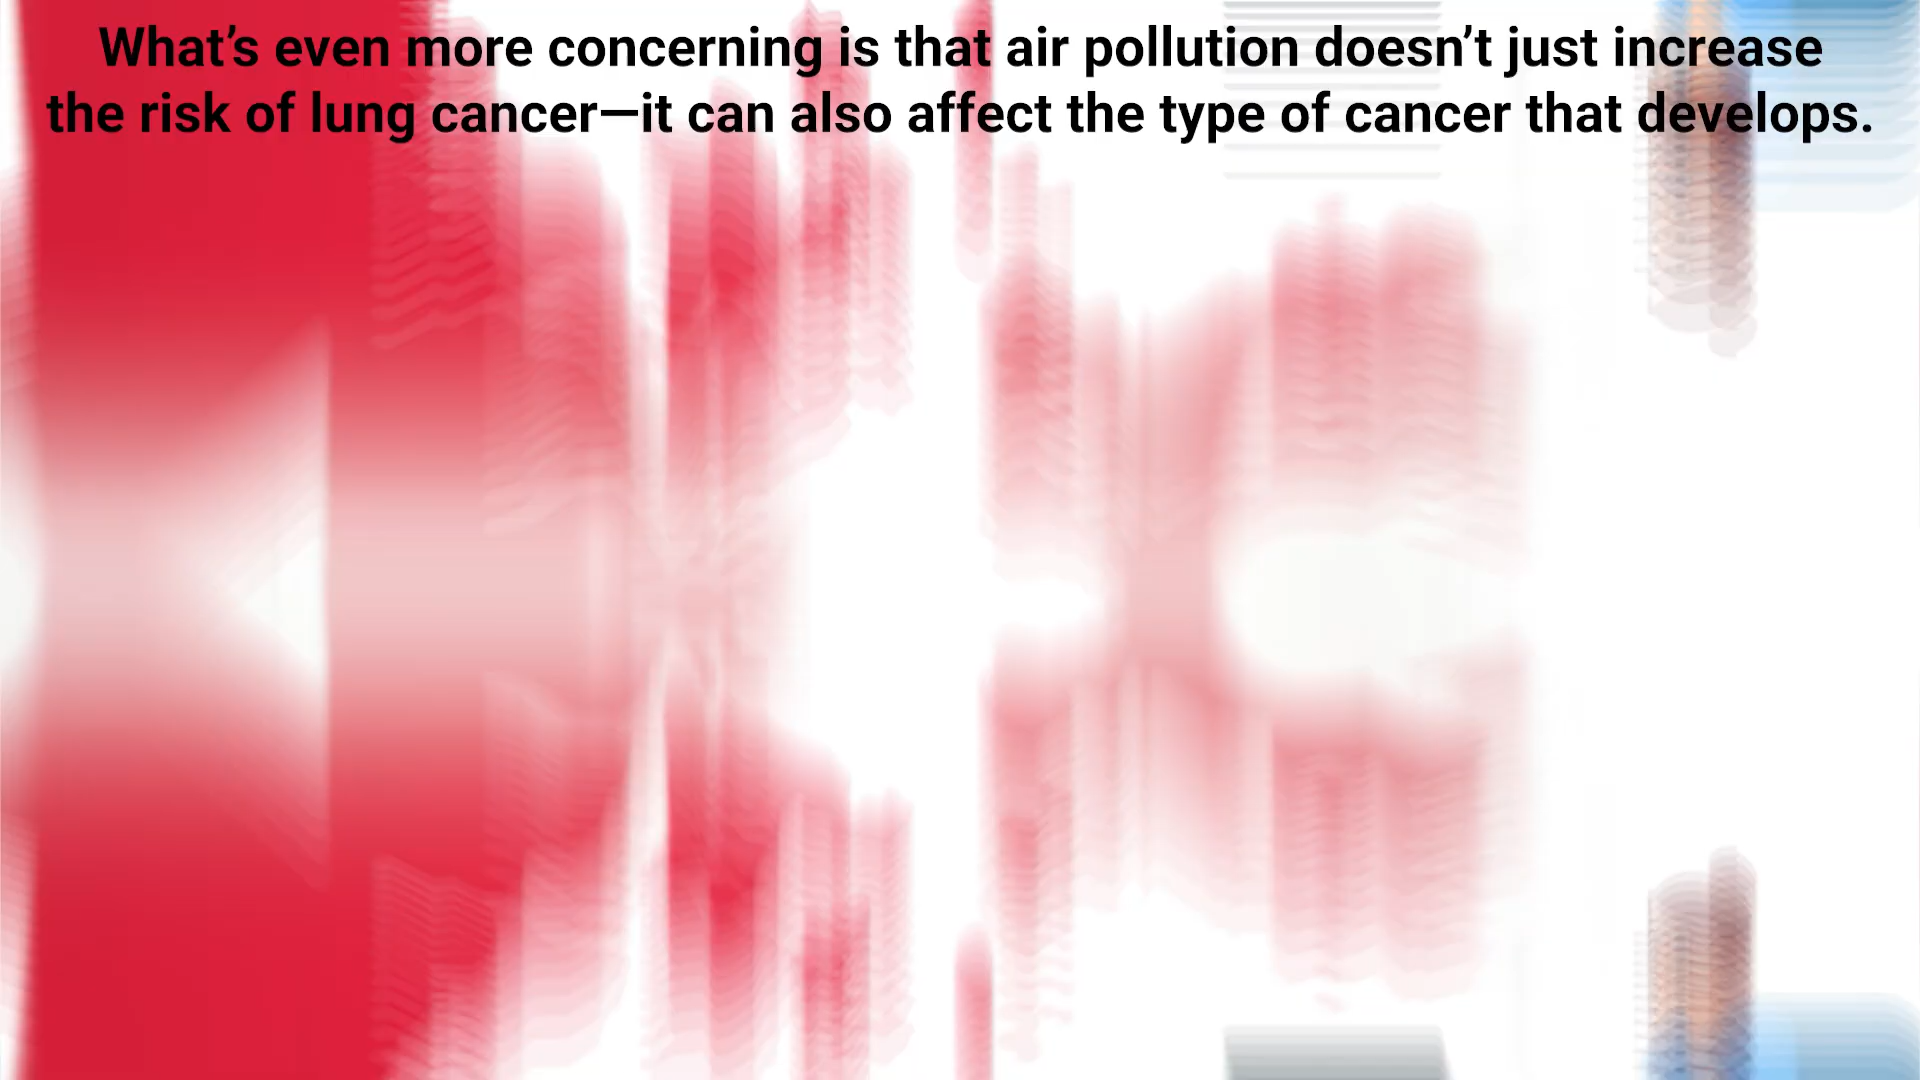 What’s even more concerning is that air pollution doesn’t just increase
the risk of lung cancer—it can also affect the type of cancer that develops.